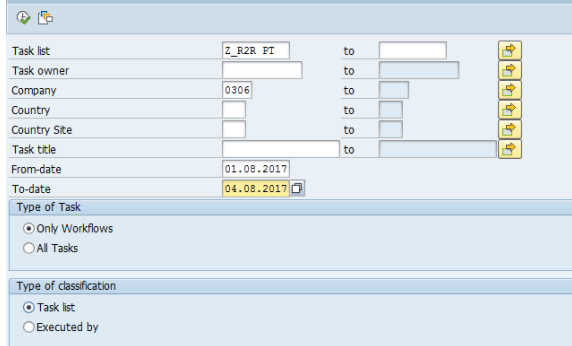 Task list Z_R2R PT to
Task owner to
Company 0306 to
Country to
Country Site to
Task title to
From-date 01.08.2017
To-date 04.08.2017
Type of Task
Only Workflows
All Tasks
Type of classification
Task list
Executed by